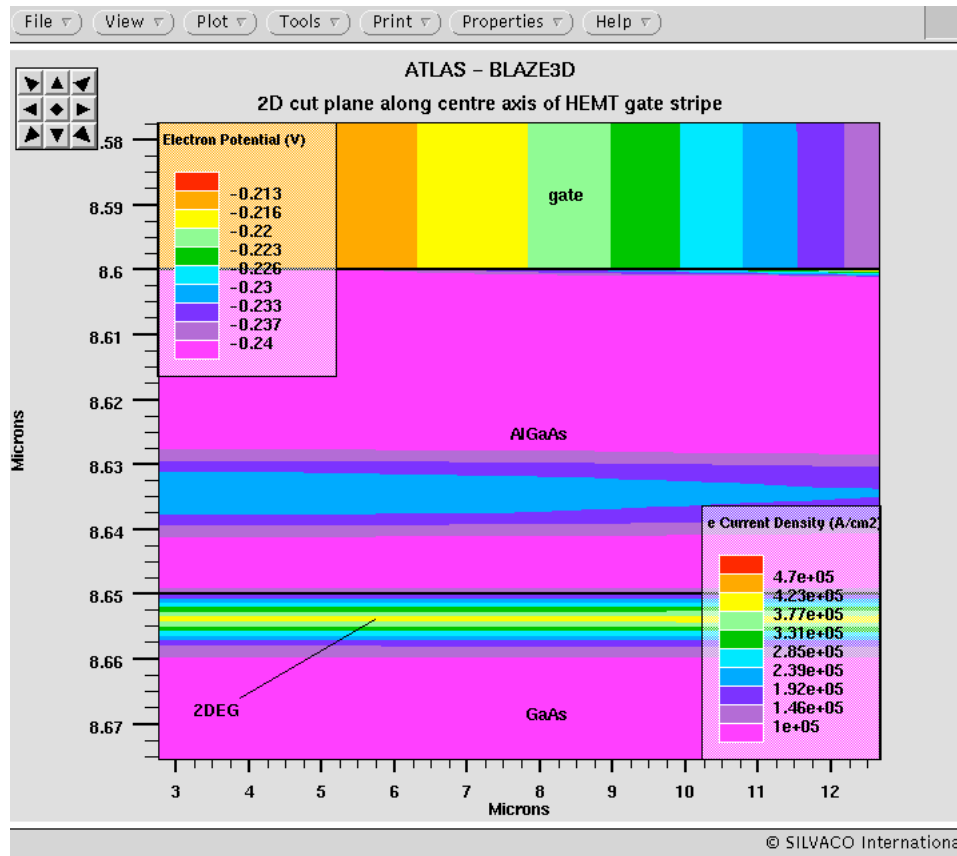 File View Plot Tools Print Properties Help
ATLAS – BLAZE3D
2D cut plane along centre axis of HEMT gate stripe
Electron Potential (V)
-0.213
-0.216
-0.22
-0.223
-0.226
-0.23
-0.233
-0.237
-0.24
gate
.58
8.59
8.6
8.61
8.62
8.63
8.64
8.65
8.66
8.67
Microns
AlGaAs
e Current Density (A/cm2)
4.7e+05
4.23e+05
3.77e+05
3.31e+05
2.85e+05
2.39e+05
1.92e+05
1.46e+05
1e+05
2DEG
GaAs
3 4 5 6 7 8 9 10 11 12
Microns
© SILVACO Internationa